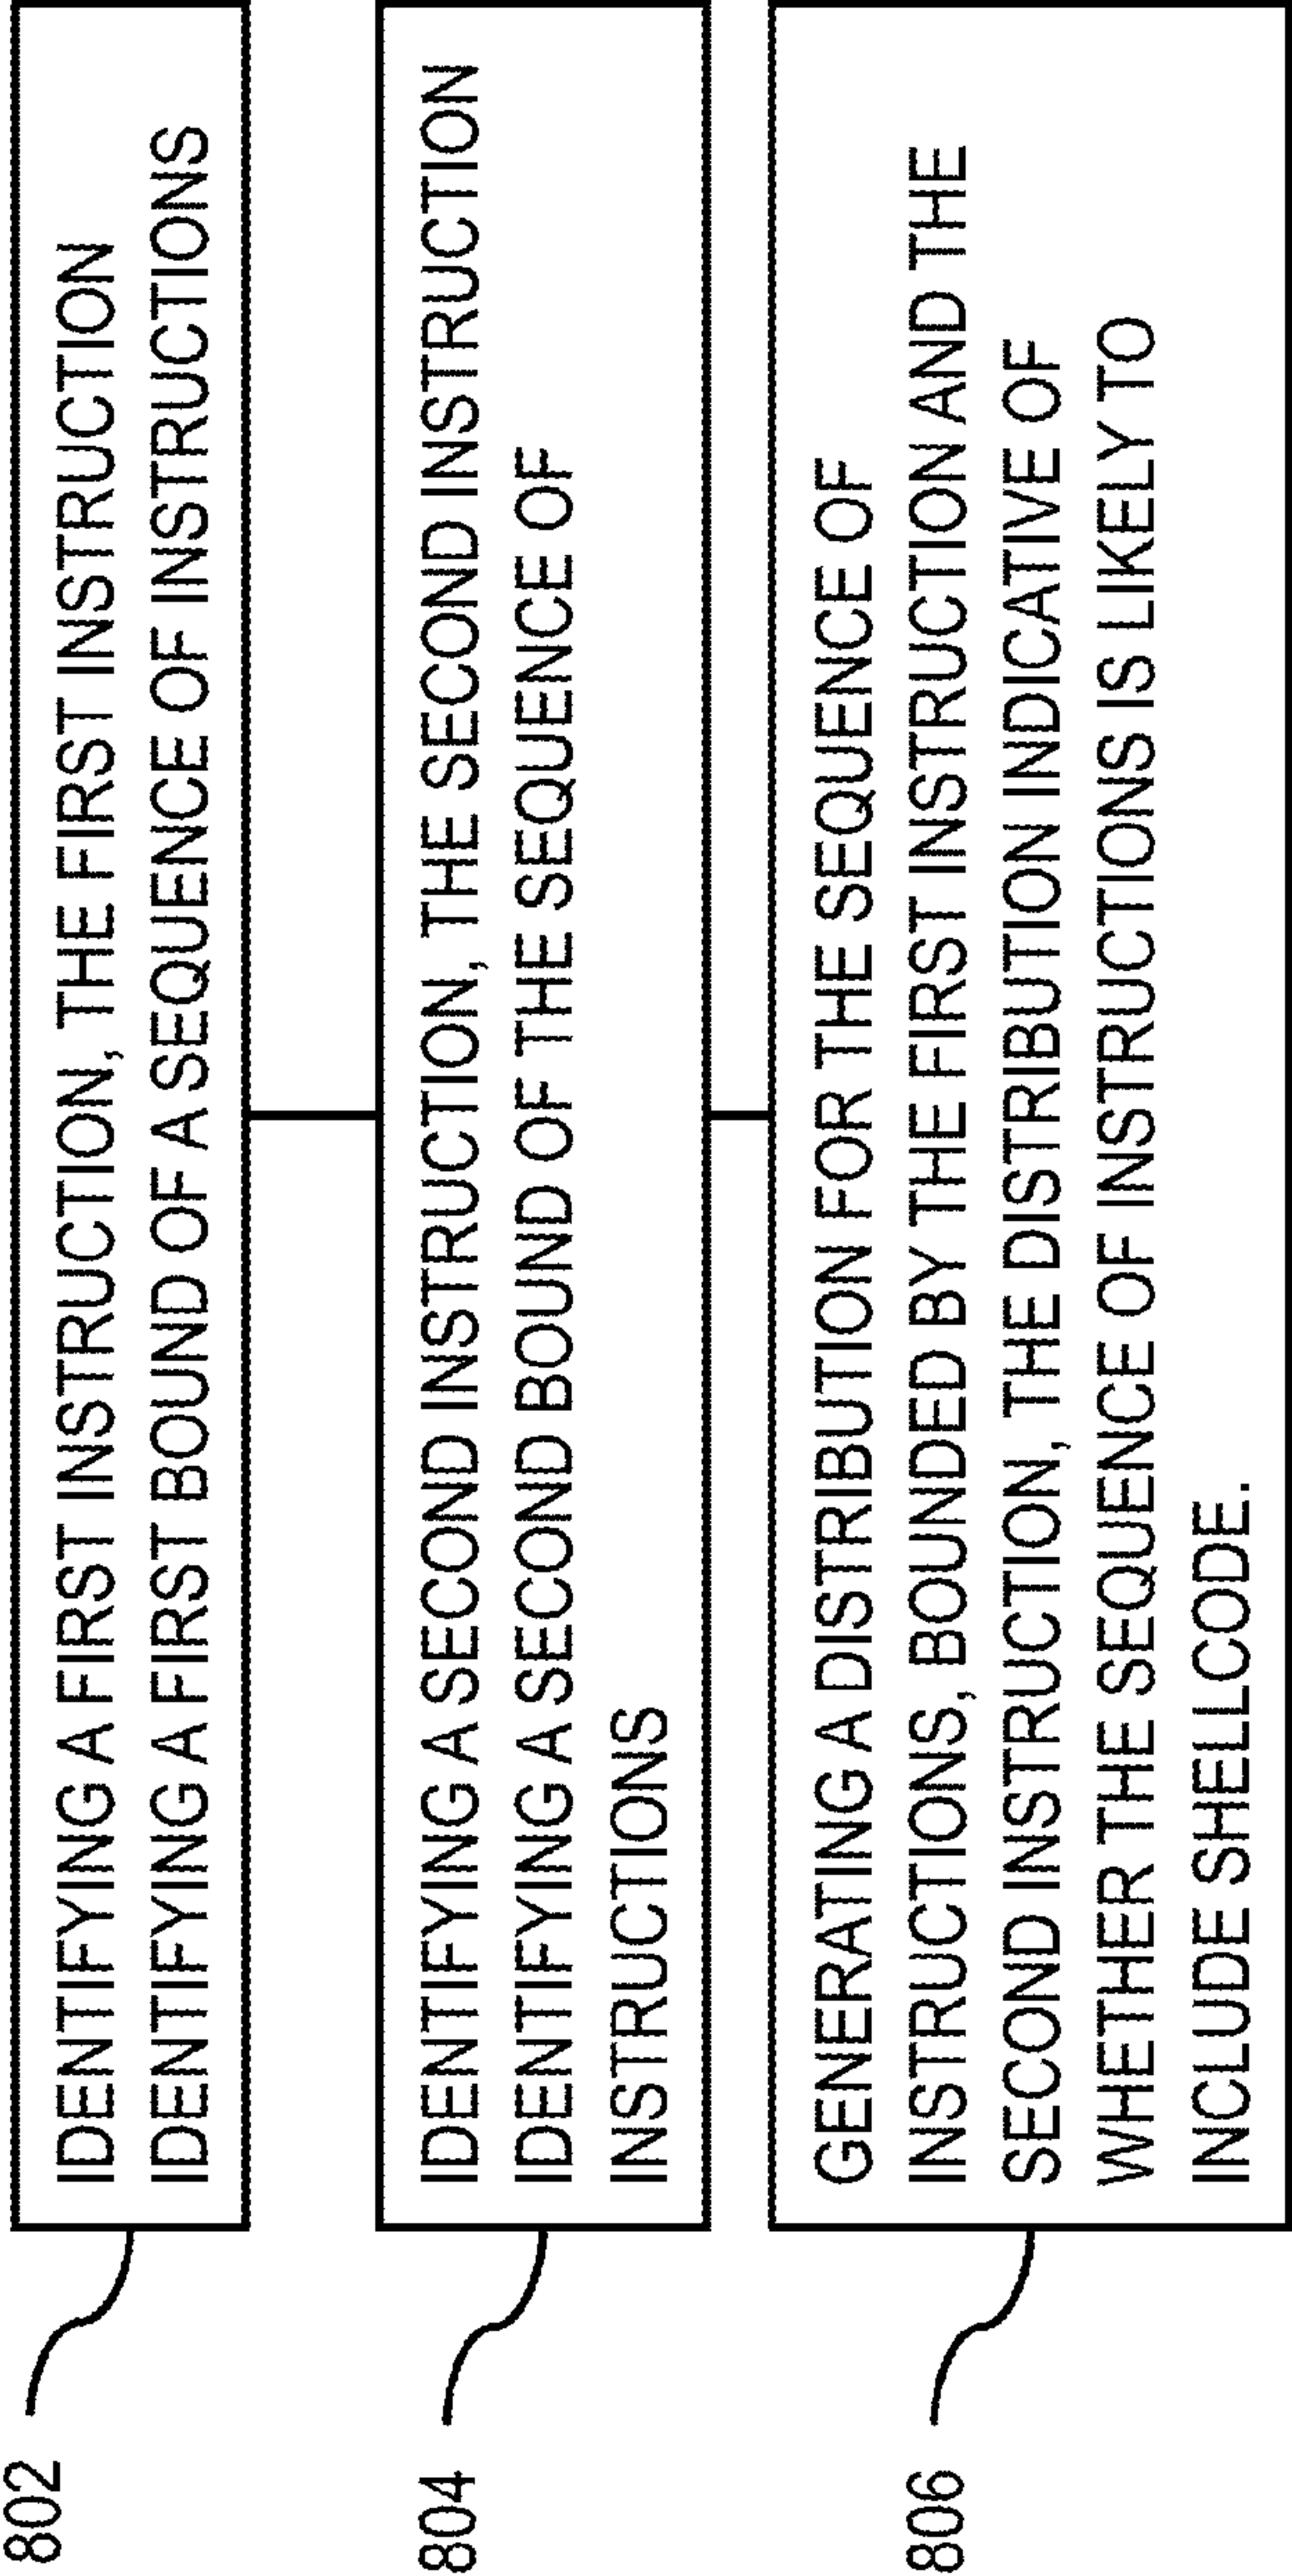 802
IDENTIFYING A FIRST INSTRUCTION, THE FIRST INSTRUCTION
IDENTIFYING A FIRST BOUND OF A SEQUENCE OF INSTRUCTIONS
804
IDENTIFYING A SECOND INSTRUCTION, THE SECOND INSTRUCTION
IDENTIFYING A SECOND BOUND OF THE SEQUENCE OF
INSTRUCTIONS
806
GENERATING A DISTRIBUTION FOR THE SEQUENCE OF
INSTRUCTIONS, BOUNDED BY THE FIRST INSTRUCTION AND THE
SECOND INSTRUCTION, THE DISTRIBUTION INDICATIVE OF
WHETHER THE SEQUENCE OF INSTRUCTIONS IS LIKELY TO
INCLUDE SHELLCODE.